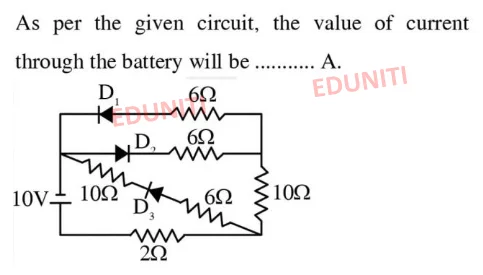 As per the given circuit, the value of current
through the battery will be ........... A.
EDUNITI
D1 6Ω
EDUNITI
D2 6Ω
10V 10Ω D3 6Ω 10Ω
2Ω